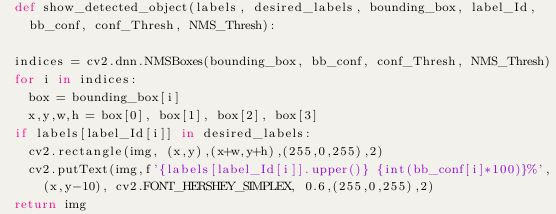 def show_detected_object(labels, desired_labels, bounding_box, label_Id,
bb_conf, conf_Thresh, NMS_Thresh):
indices = cv2.dnn.NMSBoxes(bounding_box, bb_conf, conf_Thresh, NMS_Thresh)
for i in indices:
box = bounding_box[i]
x,y,w,h = box[0], box[1], box[2], box[3]
if labels[label_Id[i]] in desired_labels:
cv2.rectangle(img, (x,y),(x+w,y+h),(255,0,255),2)
cv2.putText(img,f'{labels[label_Id[i]].upper()} {int(bb_conf[i]*100)}%',
(x,y-10), cv2.FONT_HERSHEY_SIMPLEX, 0.6,(255,0,255),2)
return img